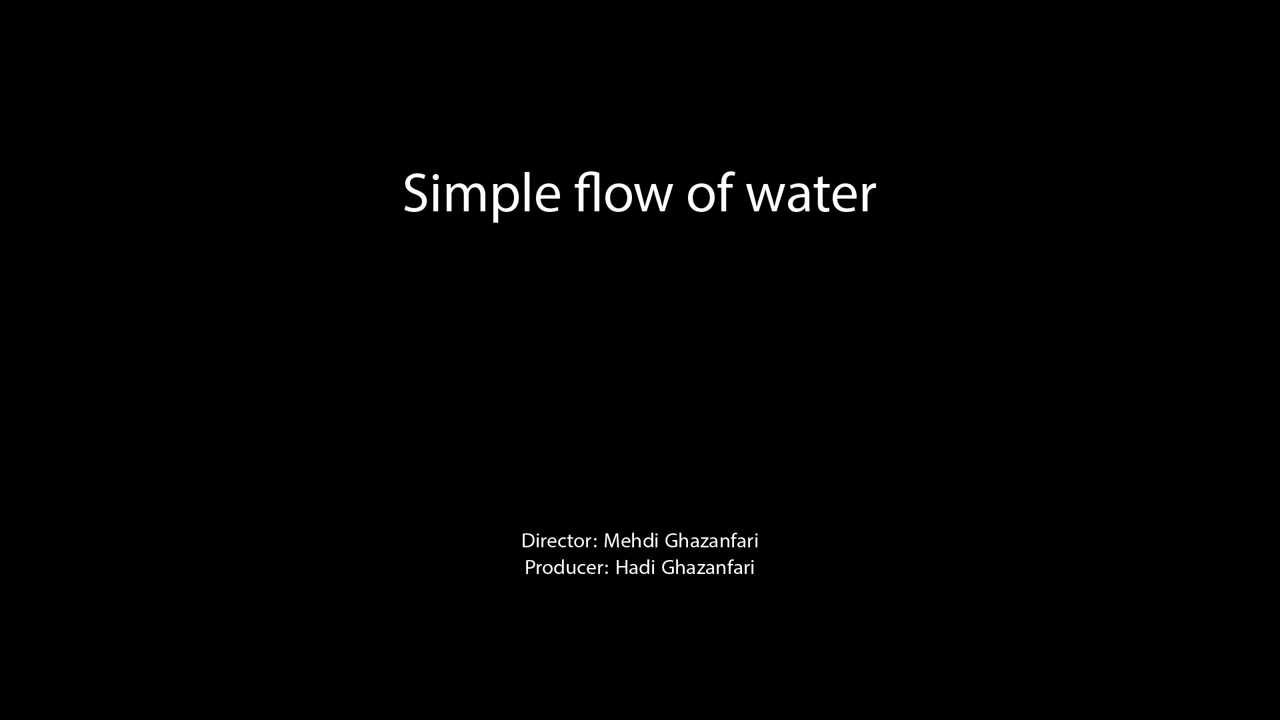 Simple flow of water
Director: Mehdi Ghazanfari
Producer: Hadi Ghazanfari